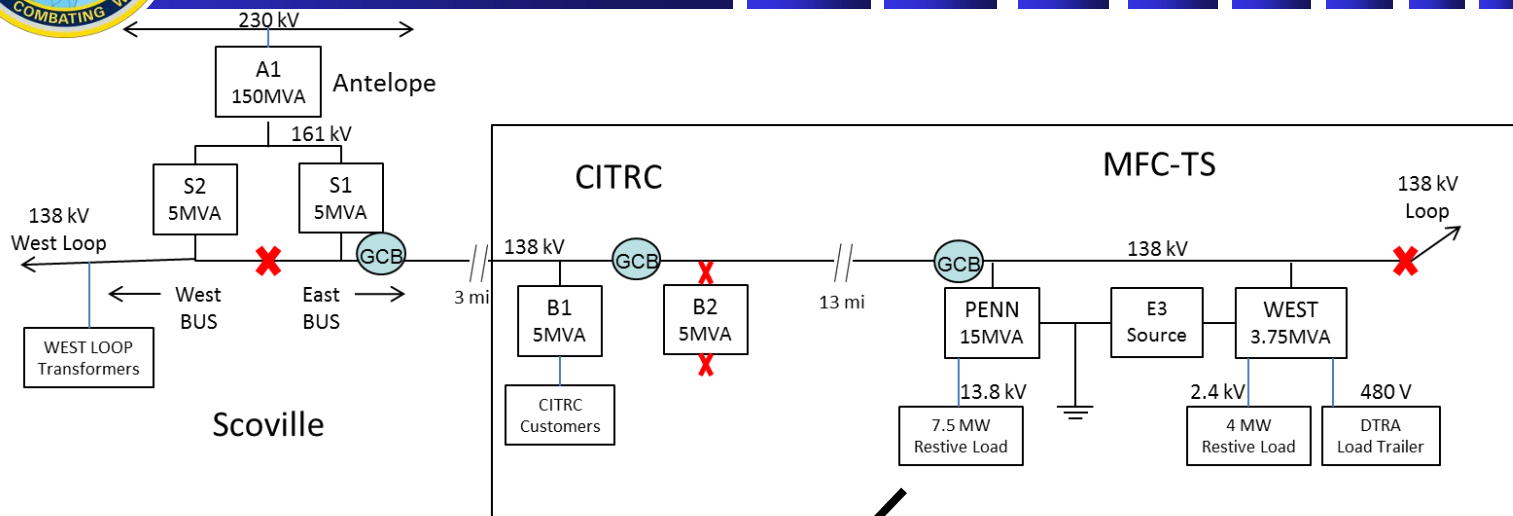 COMBATING W
230 kV
A1
150MVA
Antelope
161 kV
S2
5MVA
S1
5MVA
138 kV
West Loop
GCB
West
BUS
East
BUS
WEST LOOP
Transformers
Scoville
3 mi
CITRC
138 kV
GCB
B1
5MVA
B2
5MVA
CITRC
Customers
13 mi
MFC-TS
GCB
138 kV
138 kV
Loop
PENN
15MVA
E3
Source
WEST
3.75MVA
13.8 kV
2.4 kV
480 V
7.5 MW
Restive Load
4 MW
Restive Load
DTRA
Load Trailer